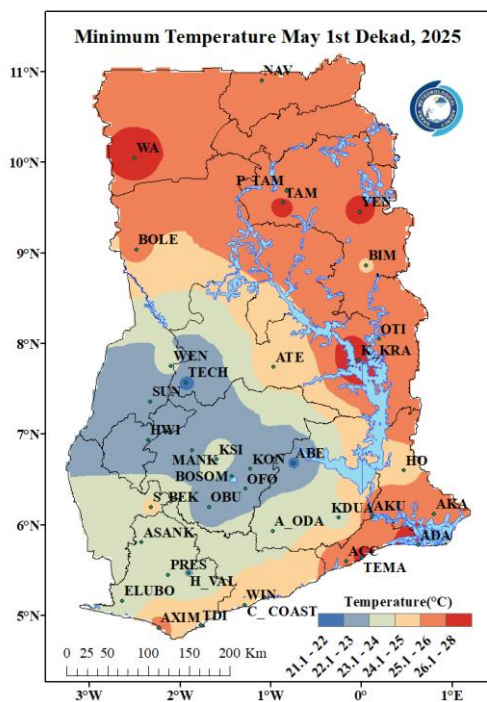 Minimum Temperature May 1st Dekad, 2025
11°N
NAV
10°N
WA
P_TAM
TAM
YEN
9°N
BOLE
BIM
8°N
OTI
WEN
ATE
K_KRA
TECH
SUN
7°N
HWI
KSI
MANK
KON
ABE
HO
BOSOM
OFO
S_BEK
OBU
KDUA
AKU
AKA
6°N
ASANK
A_ODA
ADA
PRES
ACC
H_VAL
TEMA
ELUBO
WIN
5°N
AXIM
TDI
C_COAST
Temperature(°C)
21.1 - 22
22.1 - 23
23.1 - 24
24.1 - 25
25.1 - 26
26.1 - 28
0 25 50 100 150 200 Km
3°W 2°W 1°W 0° 1°E